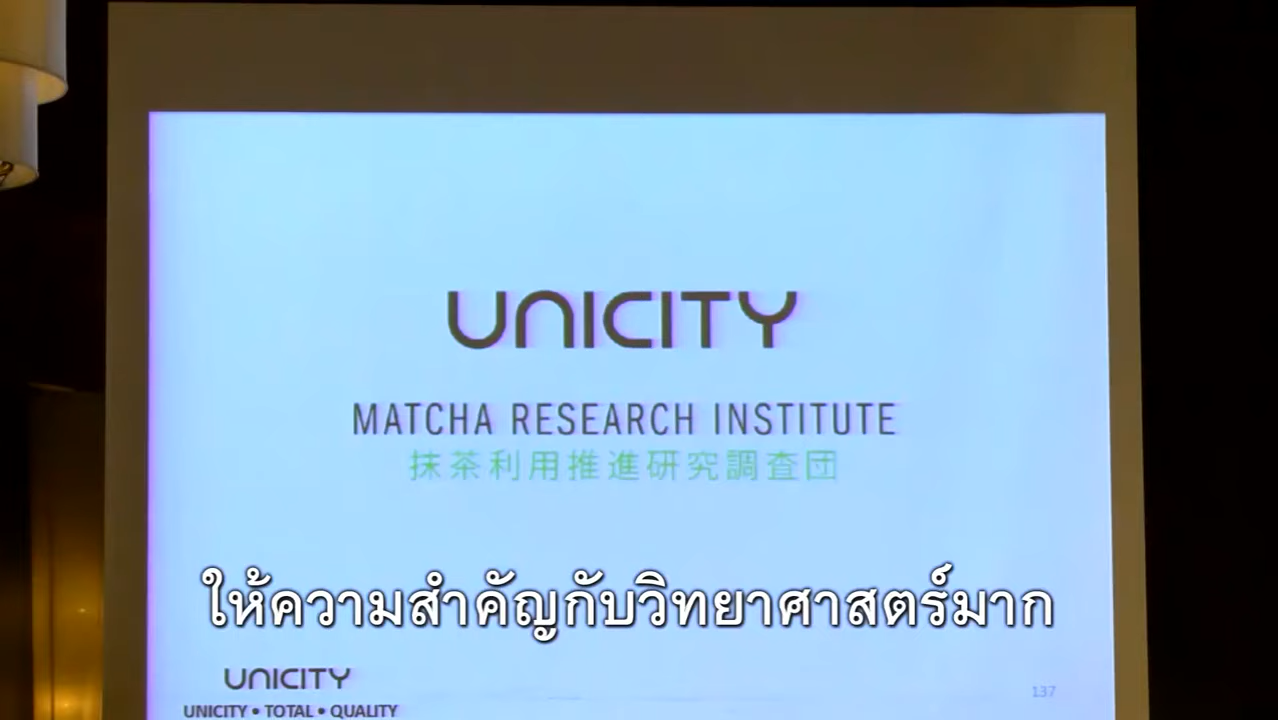 UNICITY
MATCHA RESEARCH INSTITUTE
抹茶利用推進研究調査団
ให้ความสำคัญกับวิทยาศาสตร์มาก
UNICITY
137
UNICITY • TOTAL • QUALITY